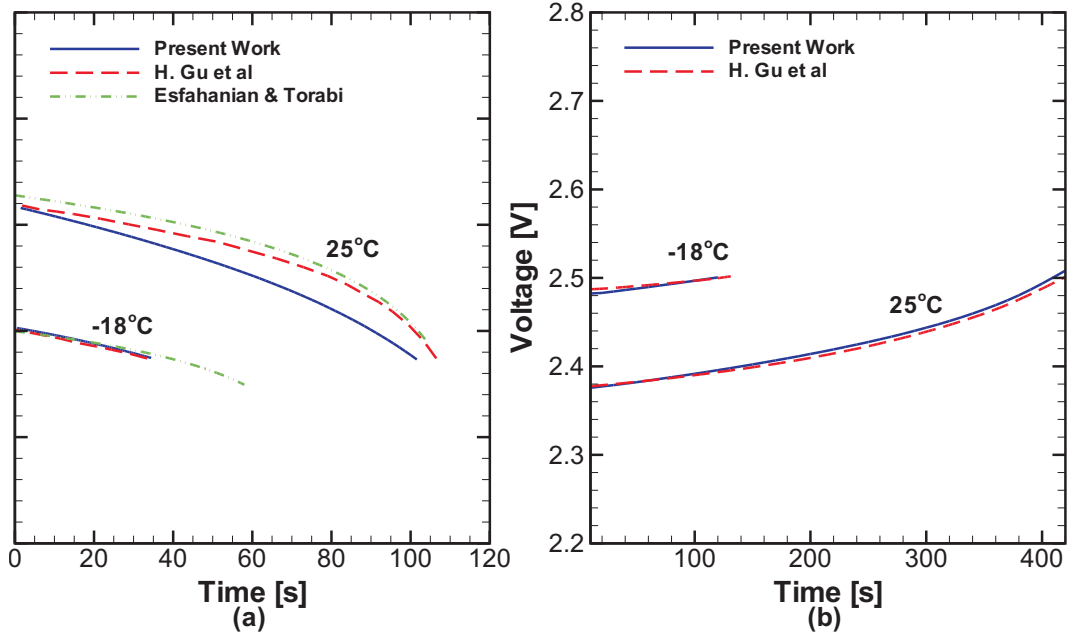 Present Work
H. Gu et al
Esfahanian & Torabi
25°C
-18°C
0 20 40 60 80 100 120
Time [s]
(a)
2.8
2.7
2.6
2.5
2.4
2.3
2.2
Voltage [V]
Present Work
H. Gu et al
-18°C
25°C
100 200 300 400
Time [s]
(b)